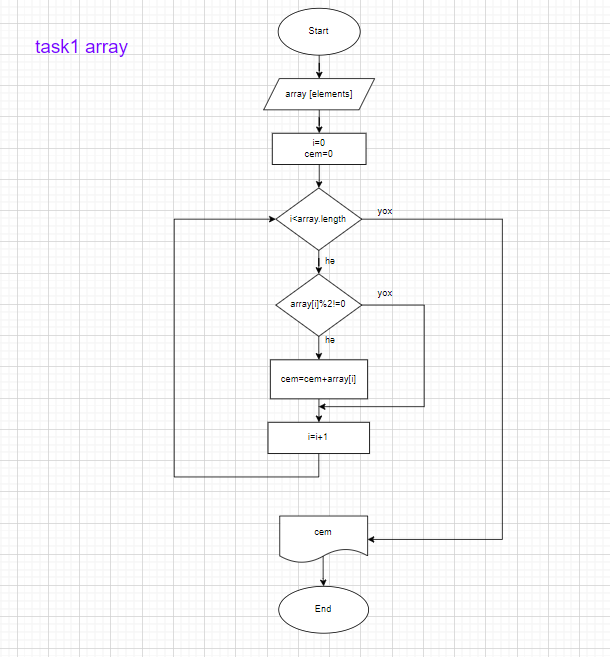 task1 array
Start
array [elements]
i=0
cem=0
i<array.length
yox
hə
array[i]%2!=0
yox
hə
cem=cem+array[i]
i=i+1
cem
End